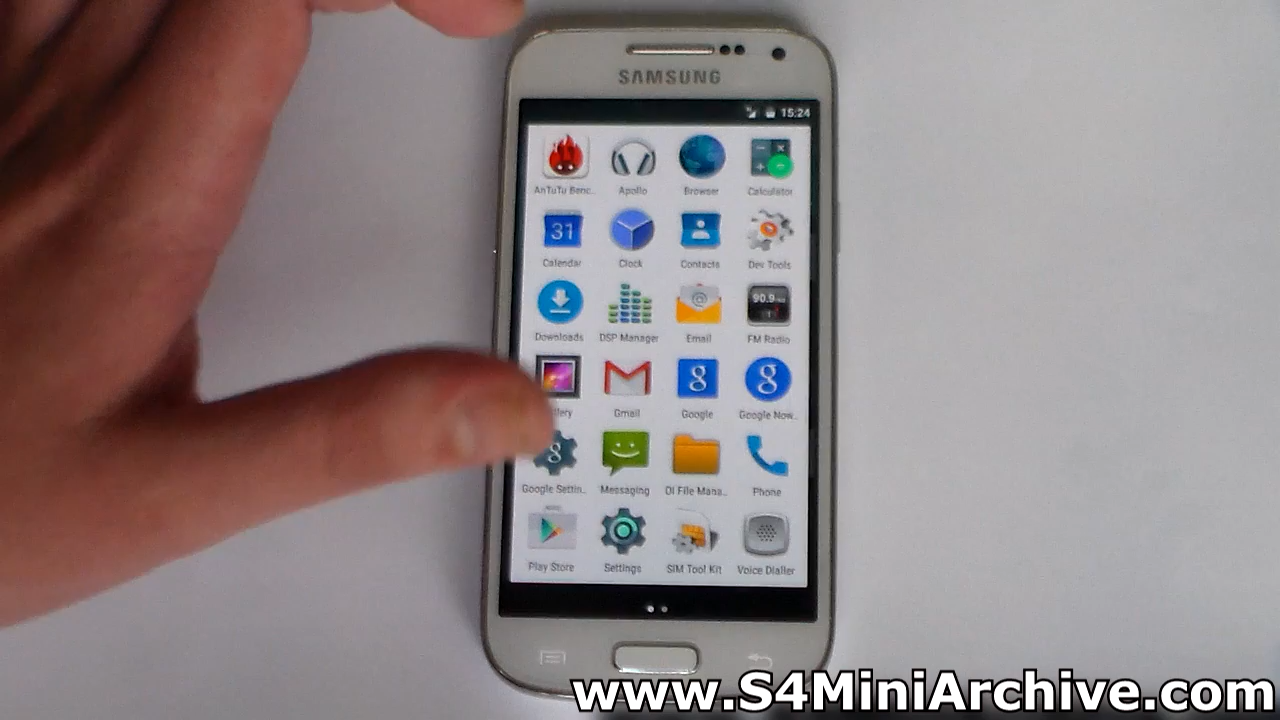 SAMSUNG
15:24
AnTuTu Benc.. Apollo Browser Calculator
31
Calendar Clock Contacts Dev Tools
90.9
Downloads DSP Manager Email FM Radio
g g
llery Gmail Google Google Now..
g
Google Settin.. Messaging OI File Mana.. Phone
Play Store Settings SIM Tool Kit Voice Dialler
www.S4MiniArchive.com